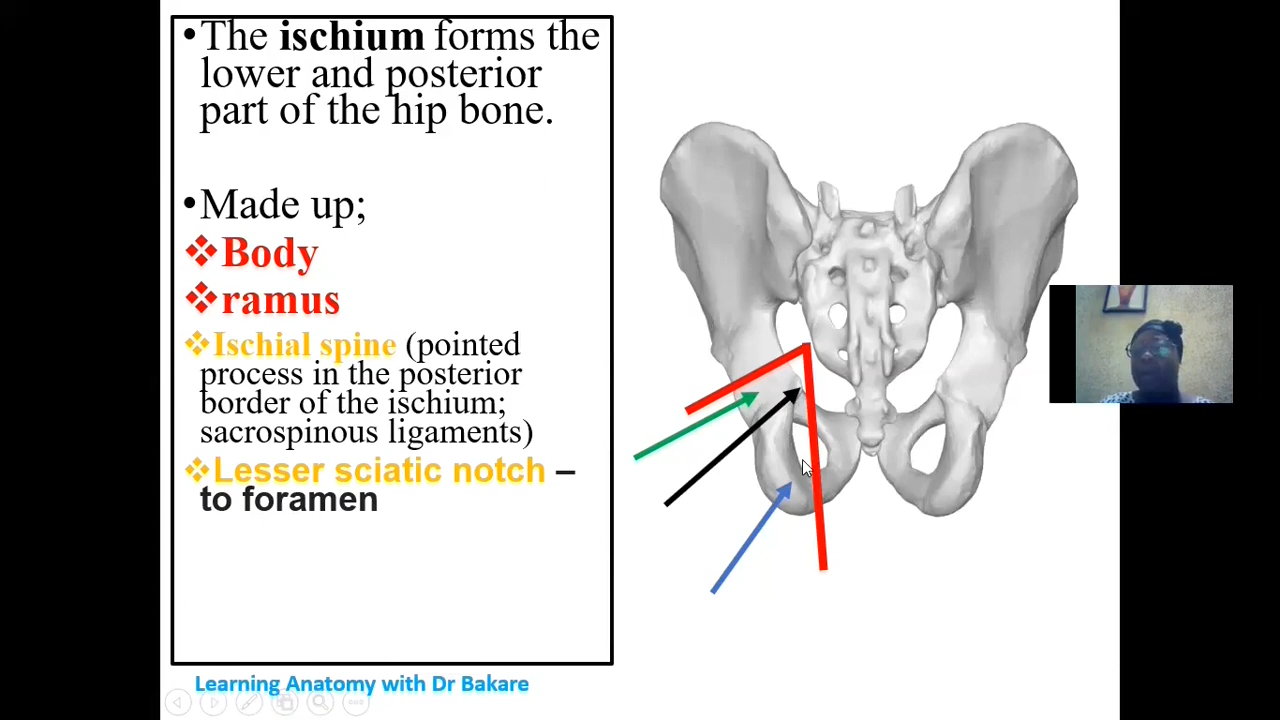 •The ischium forms the
lower and posterior
part of the hip bone.
•Made up;
❖Body
❖ramus
❖Ischial spine (pointed
process in the posterior
border of the ischium;
sacrospinous ligaments)
❖Lesser sciatic notch –
to foramen
Learning Anatomy with Dr Bakare